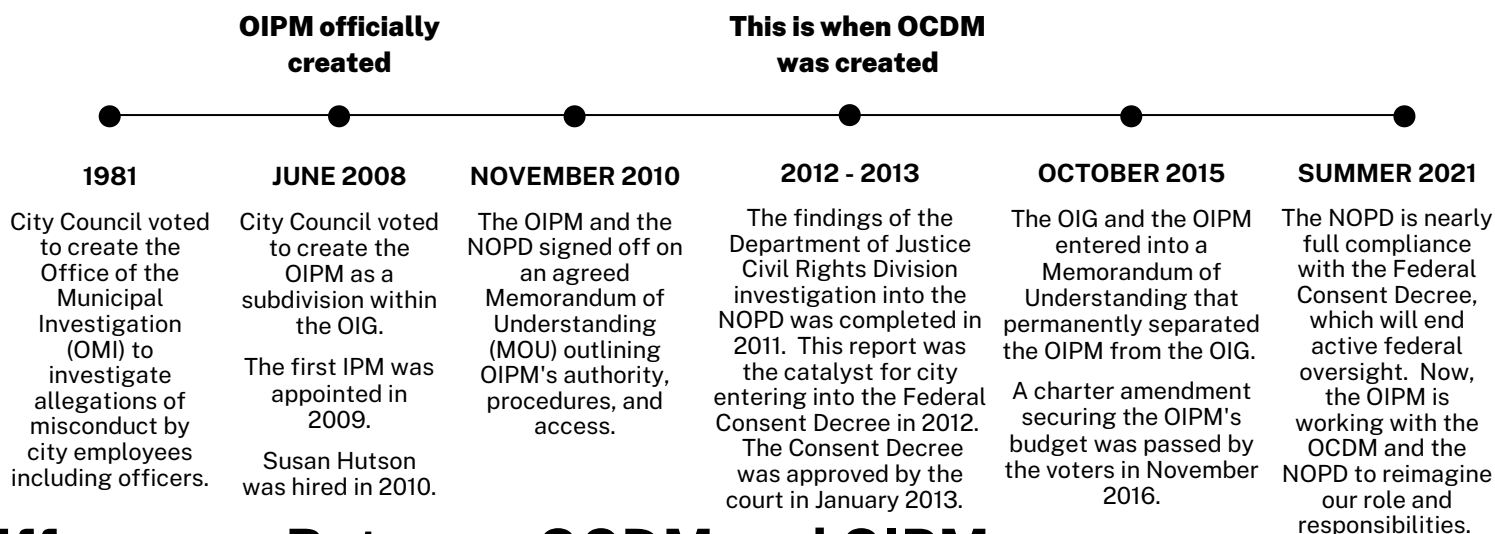 OIPM officially
created
This is when OCDM
was created
1981
City Council voted
to create the
Office of the
Municipal
Investigation
(OMI) to
investigate
allegations of
misconduct by
city employees
including officers.
JUNE 2008
City Council voted
to create the
OIPM as a
subdivision within
the OIG.
The first IPM was
appointed in
2009.
Susan Hutson
was hired in 2010.
NOVEMBER 2010
The OIPM and the
NOPD signed off on
an agreed
Memorandum of
Understanding
(MOU) outlining
OIPM's authority,
procedures, and
access.
2012 - 2013
The findings of the
Department of Justice
Civil Rights Division
investigation into the
NOPD was completed in
2011. This report was
the catalyst for city
entering into the Federal
Consent Decree in 2012.
The Consent Decree
was approved by the
court in January 2013.
OCTOBER 2015
The OIG and the OIPM
entered into a
Memorandum of
Understanding that
permanently separated
the OIPM from the OIG.
A charter amendment
securing the OIPM's
budget was passed by
the voters in November
2016.
SUMMER 2021
The NOPD is nearly
full compliance
with the Federal
Consent Decree,
which will end
active federal
oversight. Now,
the OIPM is
working with the
OCDM and the
NOPD to reimagine
our role and
responsibilities.